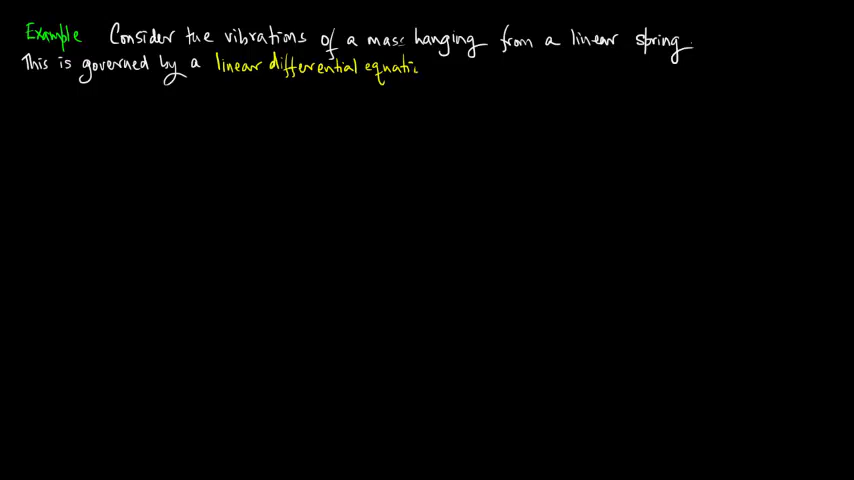 Example Consider the vibrations of a mass hanging from a linear spring.
This is governed by a linear differential equati